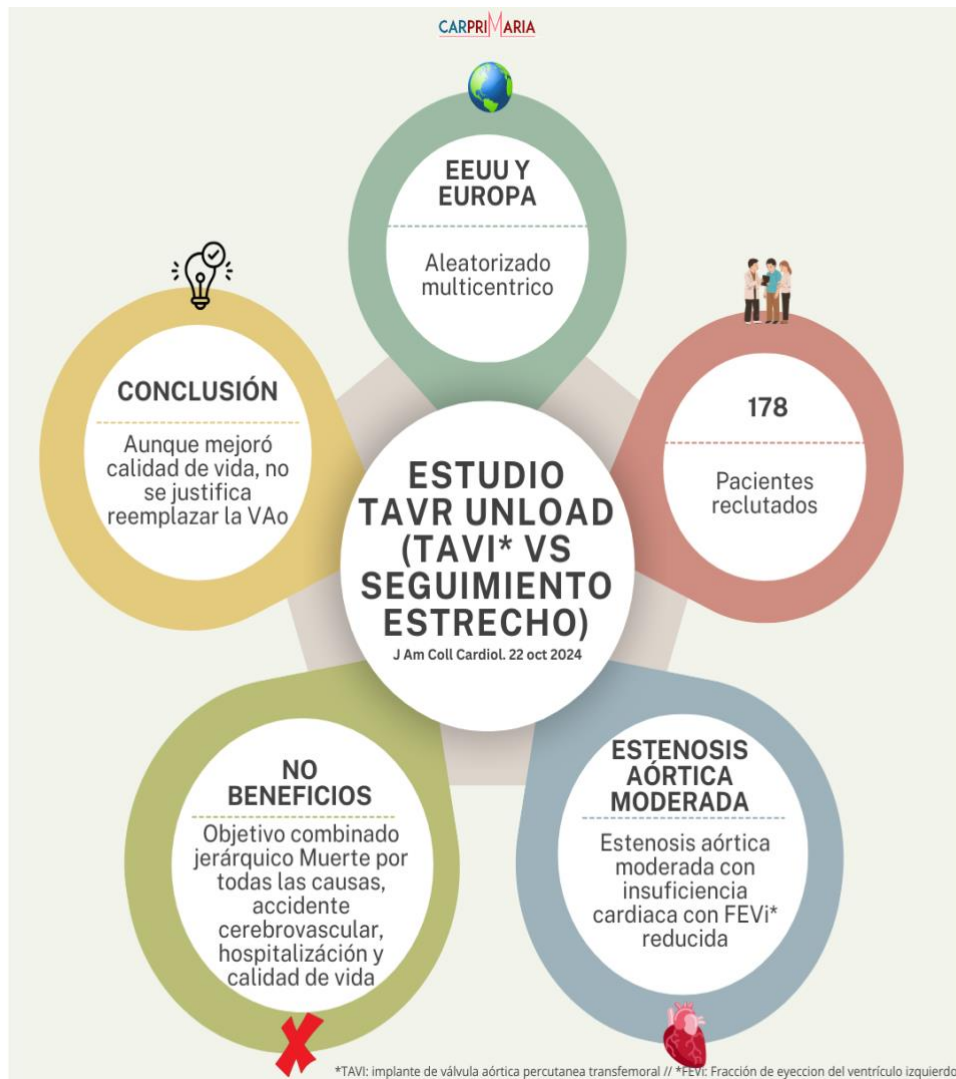 CARPRIMARIA
EEUU Y
EUROPA
Aleatorizado
multicentrico
178
Pacientes
reclutados
ESTENOSIS
AÓRTICA
MODERADA
Estenosis aórtica
moderada con
insuficiencia
cardiaca con FEVi*
reducida
NO
BENEFICIOS
Objetivo combinado
jerárquico Muerte por
todas las causas,
accidente
cerebrovascular,
hospitalizáción y
calidad de vida
CONCLUSIÓN
Aunque mejoró
calidad de vida, no
se justifica
reemplazar la VAo
ESTUDIO
TAVR UNLOAD
(TAVI* VS
SEGUIMIENTO
ESTRECHO)
J Am Coll Cardiol. 22 oct 2024
*TAVI: implante de válvula aórtica percutanea transfemoral // *FEVi: Fracción de eyeccion del ventrículo izquierdo